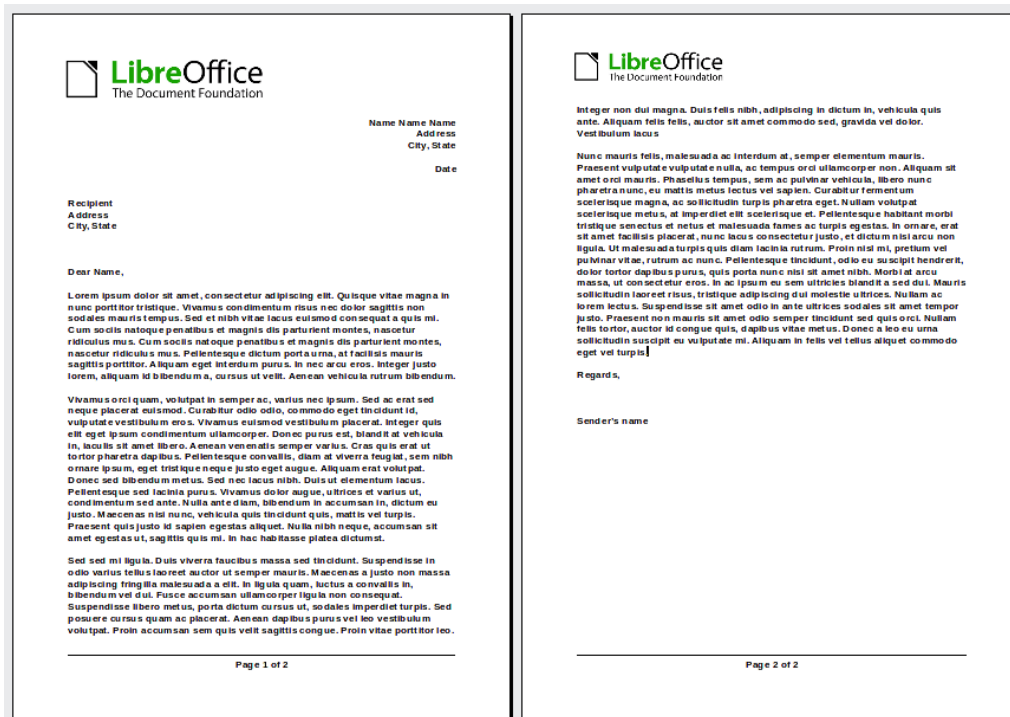 LibreOffice
The Document Foundation
Name Name Name
Address
City, State
Date
Recipient
Address
City, State
Dear Name,
Lorem ipsum dolor sit amet, consectetur adipiscing elit. Quisque vitae magna in
nunc porttitor tristique. Vivamus condimentum risus nec dolor sagittis non
sodales mauris tempus. Sed et nibh vitae lacus euismod consequat a quis mi.
Cum sociis natoque penatibus et magnis dis parturient montes, nascetur
ridiculus mus. Cum sociis natoque penatibus et magnis dis parturient montes,
nascetur ridiculus mus. Pellentesque dictum porta urna, at facilisis mauris
sagittis porttitor. Aliquam eget interdum purus. In nec arcu eros. Integer justo
lorem, aliquam id bibendum a, cursus ut velit. Aenean vehicula rutrum bibendum.
Vivamus orci quam, volutpat in semper ac, varius nec ipsum. Sed ac erat sed
neque placerat euismod. Curabitur odio odio, commodo eget tincidunt id,
vulputate vestibulum eros. Vivamus euismod vestibulum placerat. Integer quis
elit eget ipsum condimentum ullamcorper. Donec purus est, blandit at vehicula
in, iaculis sit amet libero. Aenean venenatis semper varius. Cras quis erat ut
tortor pharetra dapibus. Pellentesque convallis, diam at viverra feugiat, sem nibh
ornare ipsum, eget tristique neque justo eget augue. Aliquam erat volutpat.
Donec sed bibendum metus. Sed nec lacus nibh. Duis ut elementum lacus.
Pellentesque sed lacinia purus. Vivamus dolor augue, ultrices et varius ut,
condimentum sed ante. Nulla ante diam, bibendum in accumsan in, dictum eu
justo. Maecenas nisi nunc, vehicula quis tincidunt quis, mattis vel turpis.
Praesent quis justo id sapien egestas aliquet. Nulla nibh neque, accumsan sit
amet egestas ut, sagittis quis mi. In hac habitasse platea dictumst.
Sed sed mi ligula. Duis viverra faucibus massa sed tincidunt. Suspendisse in
odio varius tellus laoreet auctor ut semper mauris. Maecenas a justo non massa
adipiscing fringilla malesuada a elit. In ligula quam, luctus a convallis in,
bibendum vel dui. Fusce accumsan ullamcorper ligula non consequat.
Suspendisse libero metus, porta dictum cursus ut, sodales imperdiet turpis. Sed
posuere cursus quam ac placerat. Aenean dapibus purus vel leo vestibulum
volutpat. Proin accumsan sem quis velit sagittis congue. Proin vitae porttitor leo.
Page 1 of 2
LibreOffice
The Document Foundation
Integer non dui magna. Duis felis nibh, adipiscing in dictum in, vehicula quis
ante. Aliquam felis felis, auctor sit amet commodo sed, gravida vel dolor.
Vestibulum lacus
Nunc mauris felis, malesuada ac interdum at, semper elementum mauris.
Praesent vulputate vulputate nulla, ac tempus orci ullamcorper non. Aliquam sit
amet orci mauris. Phasellus tempus, sem ac pulvinar vehicula, libero nunc
pharetra nunc, eu mattis metus lectus vel sapien. Curabitur fermentum
scelerisque magna, ac sollicitudin turpis pharetra eget. Nullam volutpat
scelerisque metus, at imperdiet elit scelerisque et. Pellentesque habitant morbi
tristique senectus et netus et malesuada fames ac turpis egestas. In ornare, erat
sit amet facilisis placerat, nunc lacus consectetur justo, et dictum nisi arcu non
ligula. Ut malesuada turpis quis diam lacinia rutrum. Proin nisl mi, pretium vel
pulvinar vitae, rutrum ac nunc. Pellentesque tincidunt, odio eu suscipit hendrerit,
dolor tortor dapibus purus, quis porta nunc nisi sit amet nibh. Morbi at arcu
massa, ut consectetur eros. In ac ipsum eu sem ultricies blandit a sed dui. Mauris
sollicitudin laoreet risus, tristique adipiscing dui molestie ultrices. Nullam ac
lorem lectus. Suspendisse sit amet odio in ante ultrices sodales sit amet tempor
justo. Praesent non mauris sit amet odio semper tincidunt sed quis orci. Nullam
felis tortor, auctor id congue quis, dapibus vitae metus. Donec a leo eu urna
sollicitudin suscipit eu vulputate mi. Aliquam in felis vel tellus aliquet commodo
eget vel turpis.
Regards,
Sender's name
Page 2 of 2